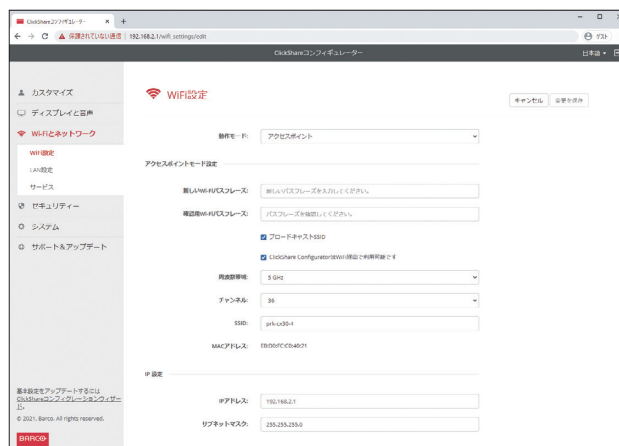 ClickShareコンフィギュレーター
保護されていない通信 | 192.168.2.1/wifi_settings/edit
ゲスト
ClickShareコンフィギュレーター
日本語
カスタマイズ
ディスプレイと音声
Wi-Fiとネットワーク
WiFi設定
LAN設定
サービス
セキュリティー
システム
サポート＆アップデート
WiFi設定
キャンセル
変更を保存
動作モード:
アクセスポイント
アクセスポイントモード設定
新しいWi-Fiパスフレーズ:
新しいパスフレーズを入力してください。
確認用Wi-Fiパスフレーズ:
パスフレーズを確認してください。
ブロードキャストSSID
ClickShare ConfiguratorはWiFi経由で利用可能です
周波数帯域:
5 GHz
チャンネル:
36
SSID:
MACアドレス:
IP 設定
IPアドレス:
192.168.2.1
サブネットマスク:
255.255.255.0
基本設定をアップデートするには
ClickShareコンフィグレーションウィザー
ド.
© 2021, Barco. All rights reserved.
BARCO